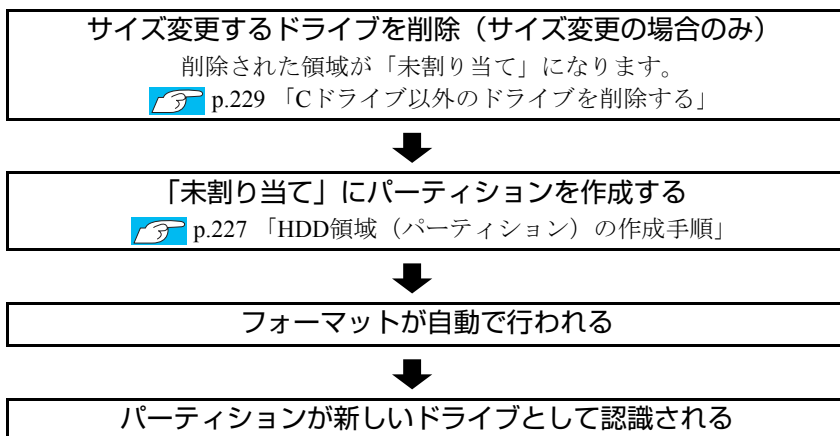 サイズ変更するドライブを削除（サイズ変更の場合のみ）
削除された領域が「未割り当て」になります。
p.229 「Cドライブ以外のドライブを削除する」
「未割り当て」にパーティションを作成する
p.227 「HDD領域（パーティション）の作成手順」
フォーマットが自動で行われる
パーティションが新しいドライブとして認識される